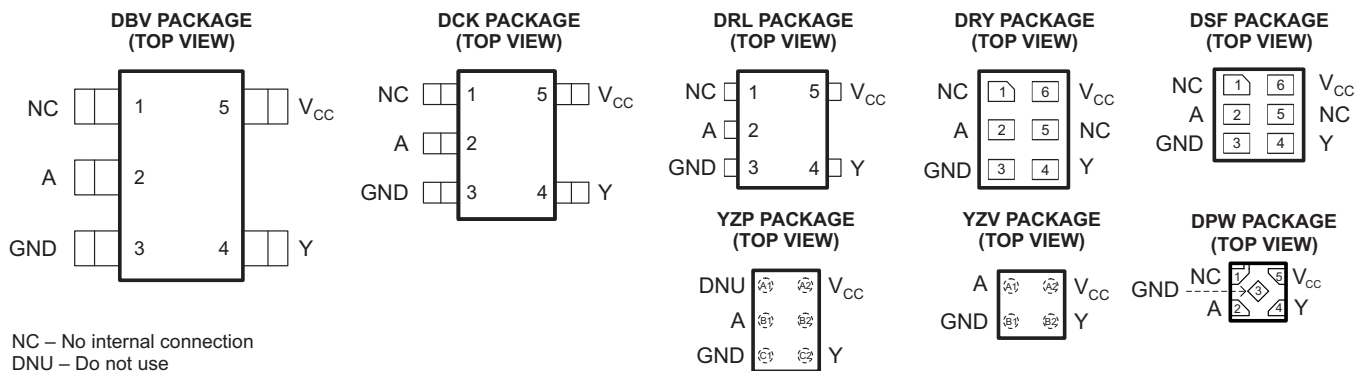 DBV PACKAGE
(TOP VIEW)
NC 1 5 VCC
A 2
GND 3 4 Y
DCK PACKAGE
(TOP VIEW)
NC 1 5 VCC
A 2
GND 3 4 Y
DRL PACKAGE
(TOP VIEW)
NC 1 5 VCC
A 2
GND 3 4 Y
DRY PACKAGE
(TOP VIEW)
NC 1 6 VCC
A 2 5 NC
GND 3 4 Y
DSF PACKAGE
(TOP VIEW)
NC 1 6 VCC
A 2 5 NC
GND 3 4 Y
YZP PACKAGE
(TOP VIEW)
DNU A1 A2 VCC
A B1 B2
GND C1 C2 Y
YZV PACKAGE
(TOP VIEW)
A A1 A2 VCC
GND B1 B2 Y
DPW PACKAGE
(TOP VIEW)
NC 1 5 VCC
GND 3
A 2 4 Y
NC – No internal connection
DNU – Do not use